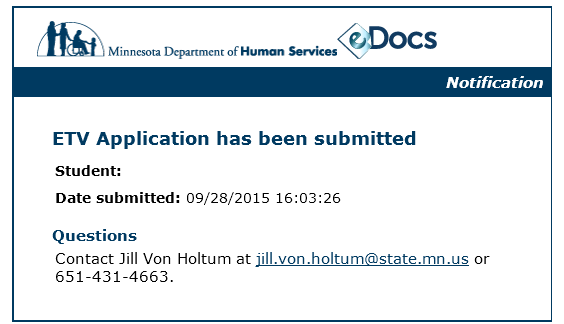 Minnesota Department of Human Services eDocs
Notification
ETV Application has been submitted
Student:
Date submitted: 09/28/2015 16:03:26
Questions
Contact Jill Von Holtum at jill.von.holtum@state.mn.us or
651-431-4663.